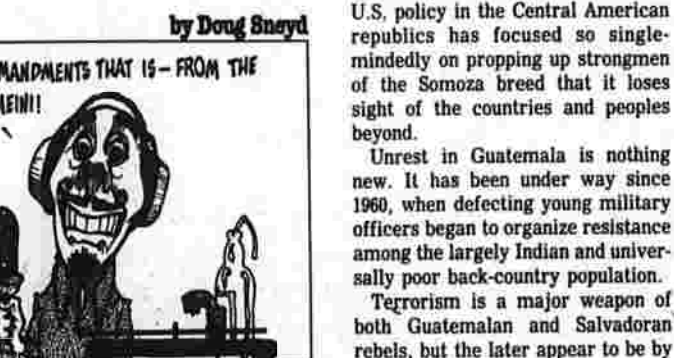 by Doug Sneyd
MANDMENTS THAT IS - FROM THE
MEINI!
U.S. policy in the Central American
republics has focused so single-
mindedly on propping up strongmen
of the Somoza breed that it loses
sight of the countries and peoples
beyond.
Unrest in Guatemala is nothing
new. It has been under way since
1960, when defecting young military
officers began to organize resistance
among the largely Indian and univer-
sally poor back-country population.
Terrorism is a major weapon of
both Guatemalan and Salvadoran
rebels, but the later appear to be by